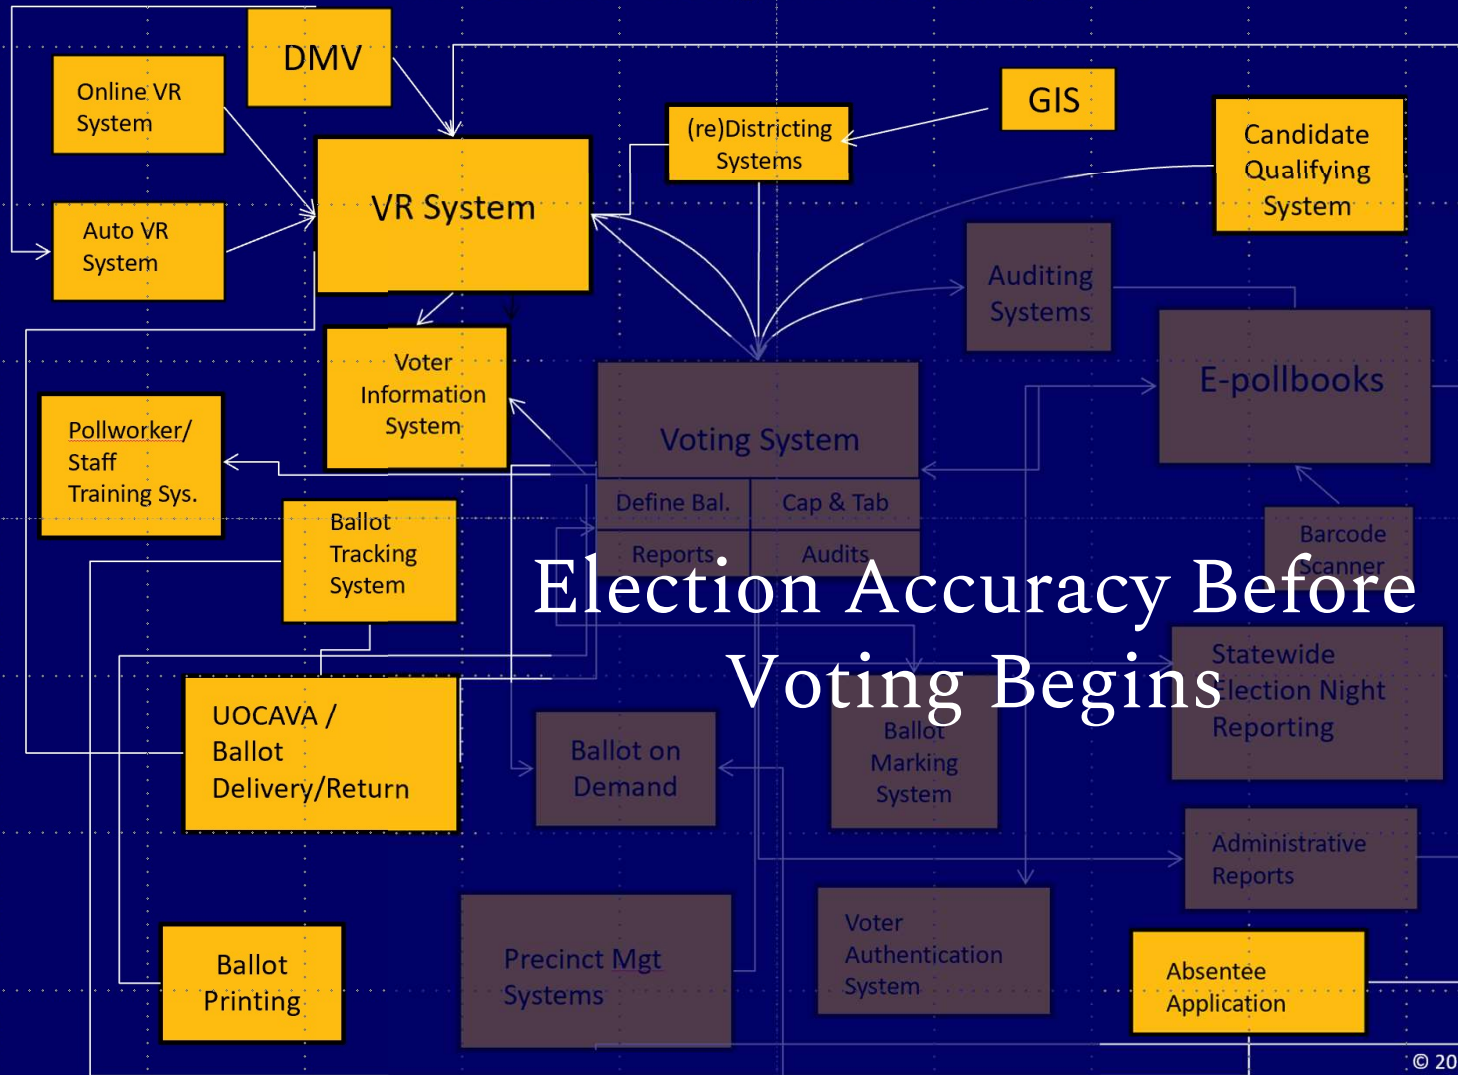 DMV
Online VR
System
GIS
(re)Districting
Systems
Candidate
Qualifying
System
VR System
Auto VR
System
Auditing
Systems
Voter
Information
System
E-pollbooks
Pollworker/
Staff
Training Sys.
Voting System
Define Bal.
Cap & Tab
Reports
Audits
Ballot
Tracking
System
Barcode
Scanner
Election Accuracy Before
Voting Begins
Statewide
Election Night
Reporting
UOCAVA /
Ballot
Delivery/Return
Ballot on
Demand
Ballot
Marking
System
Administrative
Reports
Voter
Authentication
System
Precinct Mgt
Systems
Ballot
Printing
Absentee
Application
© 20